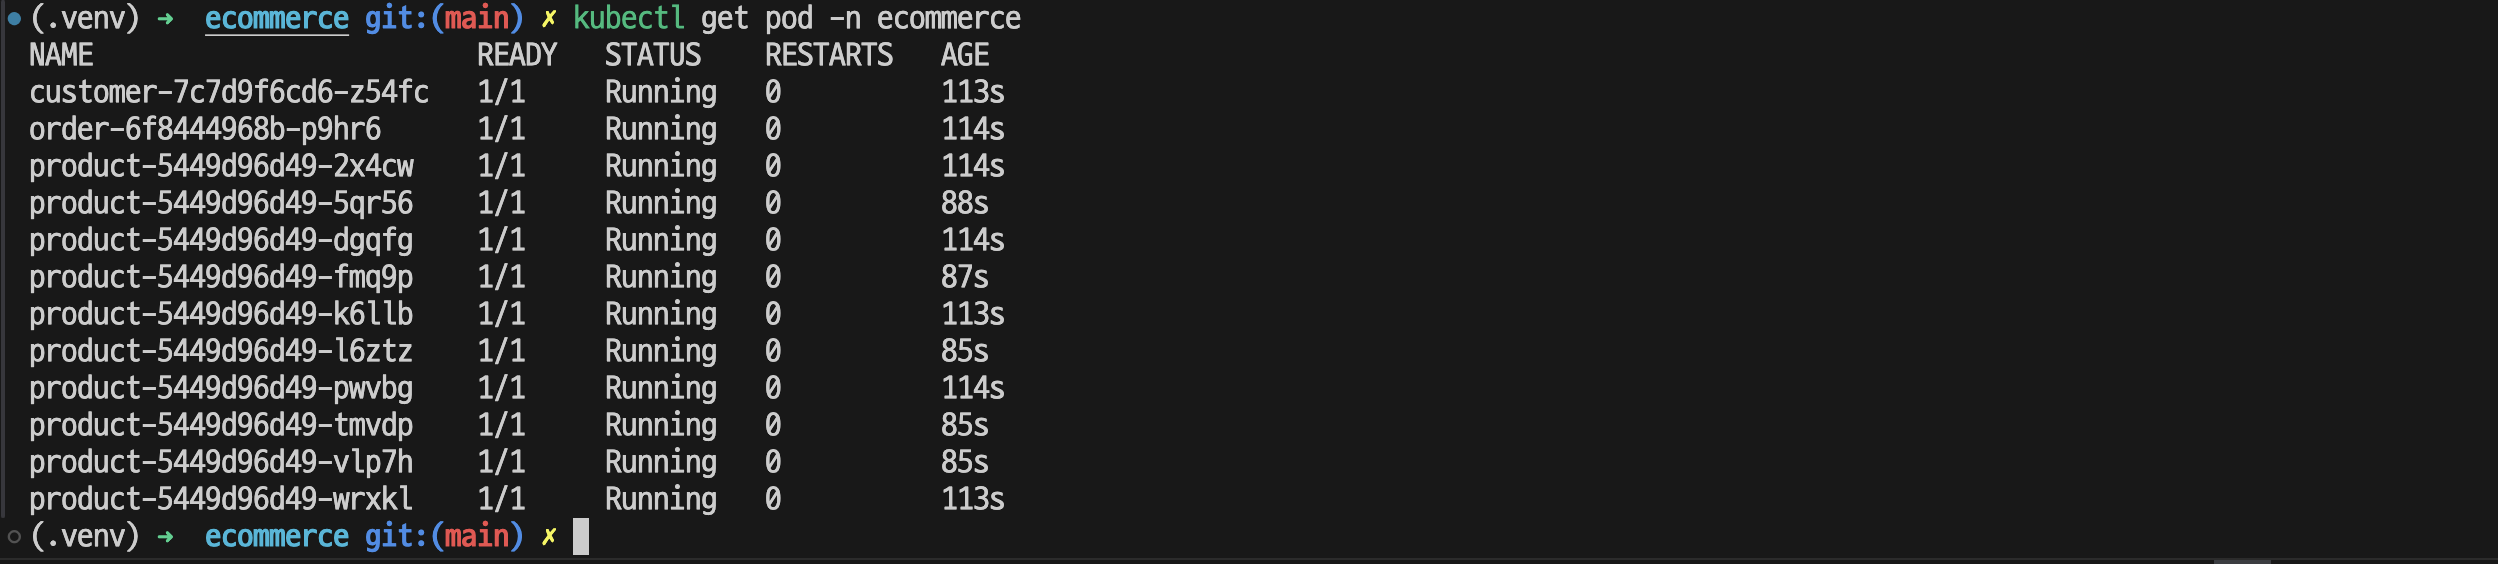 (.venv) ➜  ecommerce git:(main) ✗ kubectl get pod -n ecommerce
NAME                        READY   STATUS    RESTARTS   AGE
customer-7c7d9f6cd6-z54fc   1/1     Running   0          113s
order-6f8444968b-p9hr6      1/1     Running   0          114s
product-5449d96d49-2x4cw    1/1     Running   0          114s
product-5449d96d49-5qr56    1/1     Running   0          88s
product-5449d96d49-dgqfg    1/1     Running   0          114s
product-5449d96d49-fmq9p    1/1     Running   0          87s
product-5449d96d49-k6llb    1/1     Running   0          113s
product-5449d96d49-l6ztz    1/1     Running   0          85s
product-5449d96d49-pwvbg    1/1     Running   0          114s
product-5449d96d49-tmvdp    1/1     Running   0          85s
product-5449d96d49-vlp7h    1/1     Running   0          85s
product-5449d96d49-wrxkl    1/1     Running   0          113s
(.venv) ➜  ecommerce git:(main) ✗